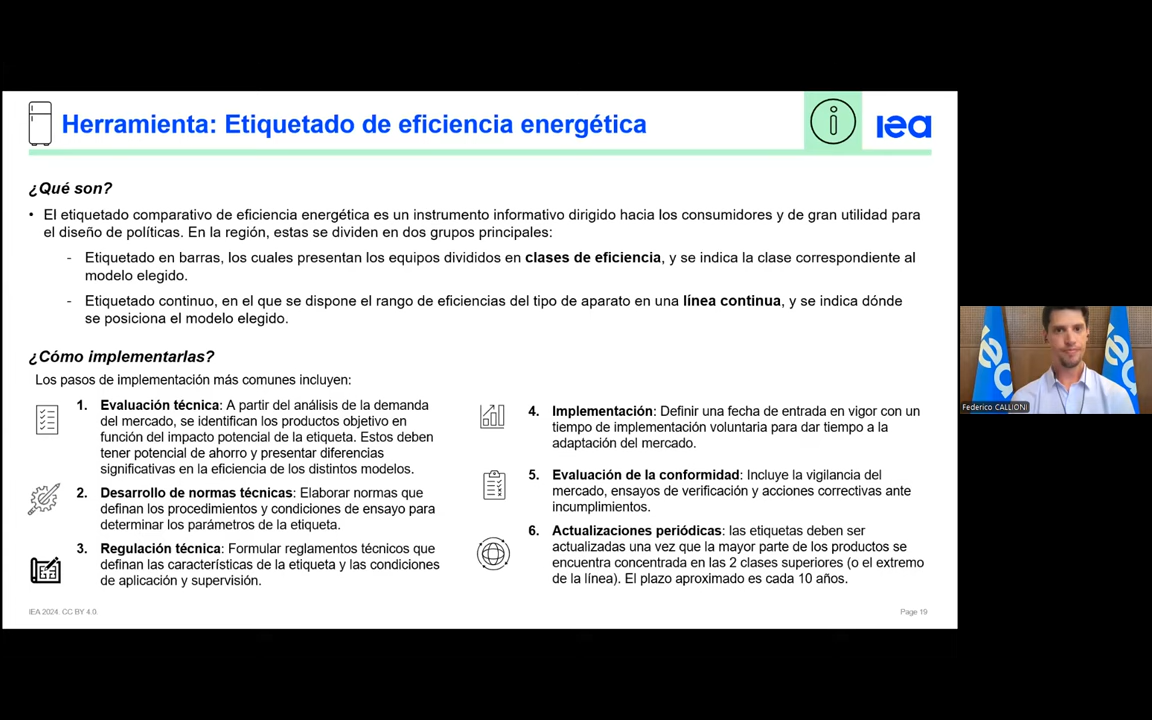 Herramienta: Etiquetado de eficiencia energética
iea
¿Qué son?
• El etiquetado comparativo de eficiencia energética es un instrumento informativo dirigido hacia los consumidores y de gran utilidad para
el diseño de políticas. En la región, estas se dividen en dos grupos principales:
- Etiquetado en barras, los cuales presentan los equipos divididos en clases de eficiencia, y se indica la clase correspondiente al
modelo elegido.
- Etiquetado continuo, en el que se dispone el rango de eficiencias del tipo de aparato en una línea continua, y se indica dónde
se posiciona el modelo elegido.
¿Cómo implementarlas?
Los pasos de implementación más comunes incluyen:
1. Evaluación técnica: A partir del análisis de la demanda
del mercado, se identifican los productos objetivo en
función del impacto potencial de la etiqueta. Estos deben
tener potencial de ahorro y presentar diferencias
significativas en la eficiencia de los distintos modelos.
2. Desarrollo de normas técnicas: Elaborar normas que
definan los procedimientos y condiciones de ensayo para
determinar los parámetros de la etiqueta.
3. Regulación técnica: Formular reglamentos técnicos que
definan las características de la etiqueta y las condiciones
de aplicación y supervisión.
4. Implementación: Definir una fecha de entrada en vigor con un
tiempo de implementación voluntaria para dar tiempo a la
adaptación del mercado.
5. Evaluación de la conformidad: Incluye la vigilancia del
mercado, ensayos de verificación y acciones correctivas ante
incumplimientos.
6. Actualizaciones periódicas: las etiquetas deben ser
actualizadas una vez que la mayor parte de los productos se
encuentra concentrada en las 2 clases superiores (o el extremo
de la línea). El plazo aproximado es cada 10 años.
IEA 2024. CC BY 4.0.
Page 19
Federico CALLIONI